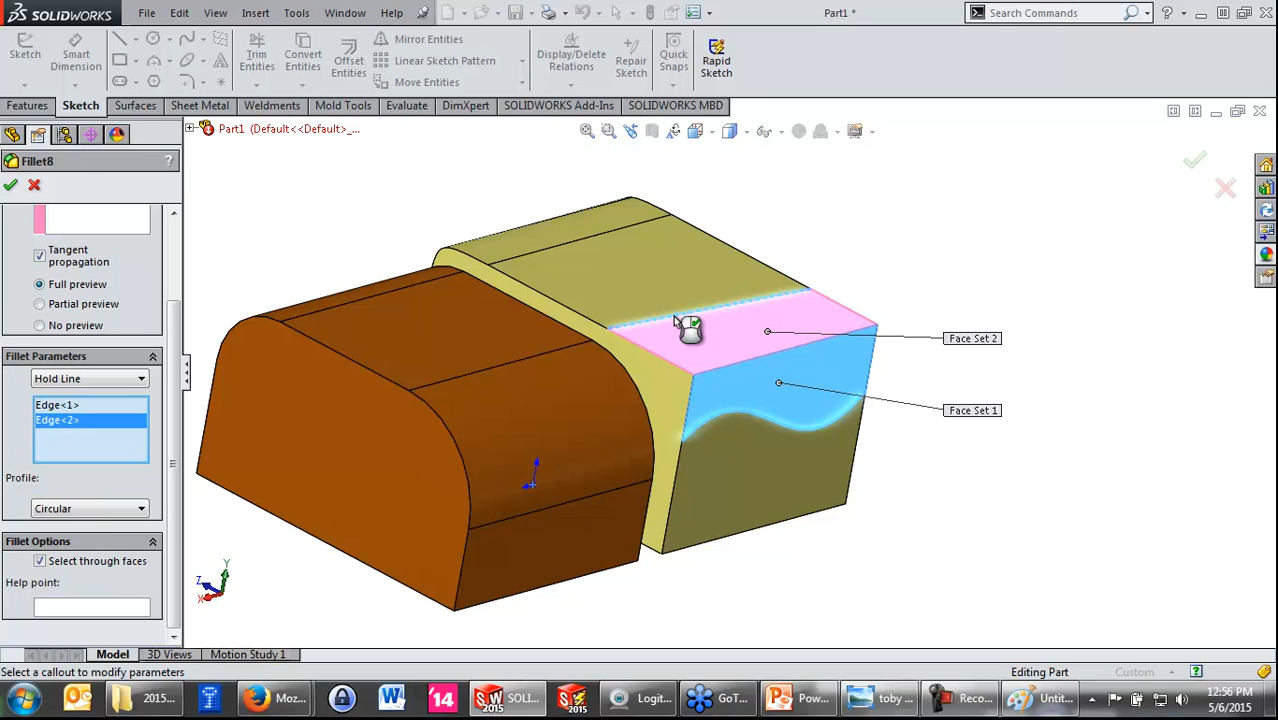 SOLIDWORKS File Edit View Insert Tools Window Help Part1 * Search Commands
Sketch Smart Dimension Trim Entities Convert Entities Offset Entities Mirror Entities Linear Sketch Pattern Move Entities Display/Delete Relations Repair Sketch Quick Snaps Rapid Sketch
Features Sketch Surfaces Sheet Metal Weldments Mold Tools Evaluate DimXpert SOLIDWORKS Add-Ins SOLIDWORKS MBD
Part1 (Default<<Default>_...
Fillet8 ?
Tangent
propagation
Full preview
Partial preview
No preview
Fillet Parameters
Hold Line
Edge<1>
Edge<2>
Profile:
Circular
Fillet Options
Select through faces
Help point:
Face Set 2
Face Set 1
Y
Z
X
Model 3D Views Motion Study 1
Select a callout to modify parameters Editing Part Custom
2015... Moz... '14 SOLI... 2015 2015 Logit... GoT... Pow... toby ... Reco... Untit... 12:56 PM
5/6/2015